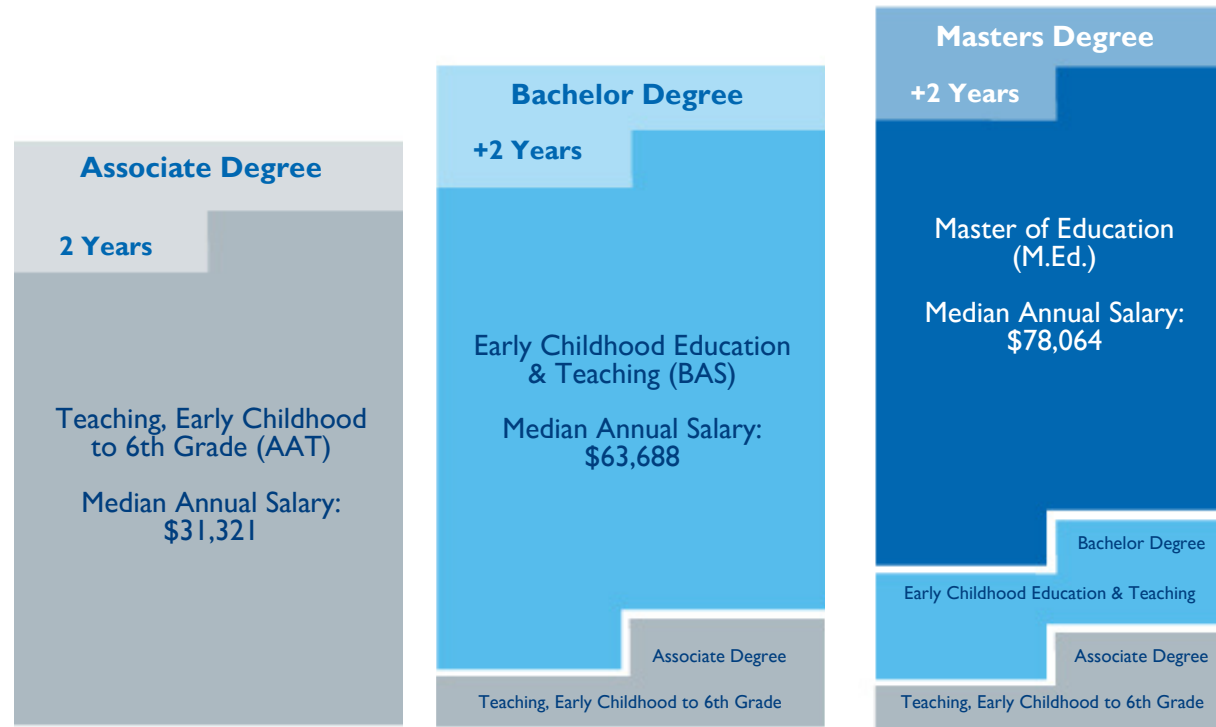 Associate Degree
2 Years
Teaching, Early Childhood
to 6th Grade (AAT)
Median Annual Salary:
$31,321
Bachelor Degree
+2 Years
Early Childhood Education
& Teaching (BAS)
Median Annual Salary:
$63,688
Associate Degree
Teaching, Early Childhood to 6th Grade
Masters Degree
+2 Years
Master of Education
(M.Ed.)
Median Annual Salary:
$78,064
Bachelor Degree
Early Childhood Education & Teaching
Associate Degree
Teaching, Early Childhood to 6th Grade